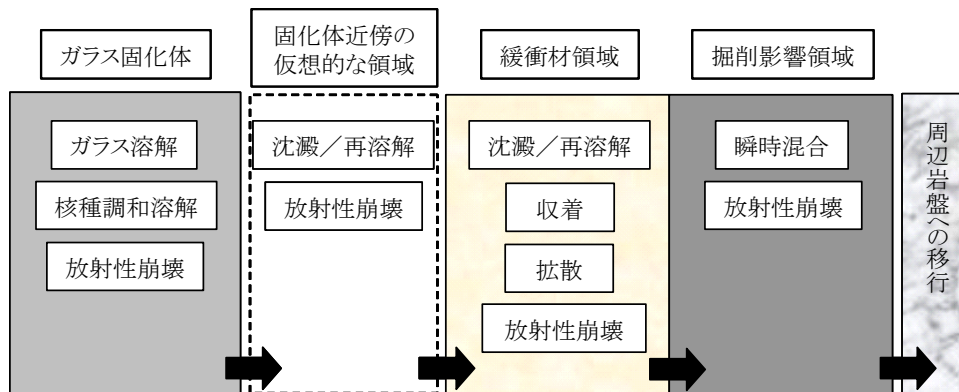 ガラス固化体
固化体近傍の
仮想的な領域
緩衝材領域
掘削影響領域
ガラス溶解
核種調和溶解
放射性崩壊
沈澱／再溶解
放射性崩壊
沈澱／再溶解
収着
拡散
放射性崩壊
瞬時混合
放射性崩壊
周辺岩盤への移行